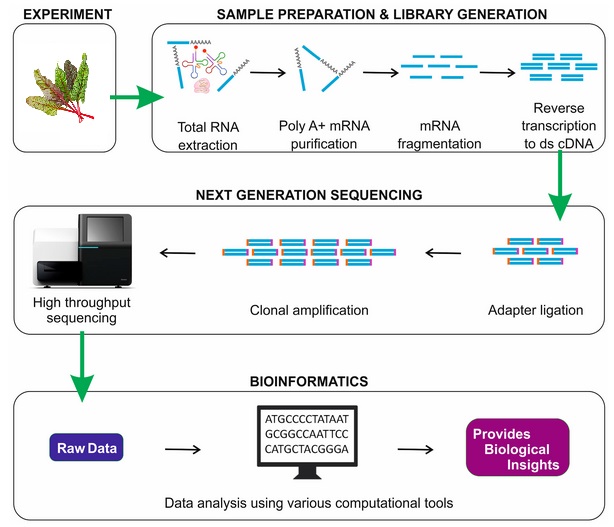 EXPERIMENT
SAMPLE PREPARATION & LIBRARY GENERATION
Total RNA
extraction
Poly A+ mRNA
purification
mRNA
fragmentation
Reverse
transcription
to ds cDNA
NEXT GENERATION SEQUENCING
High throughput
sequencing
Clonal amplification
Adapter ligation
BIOINFORMATICS
Raw Data
ATGCCCCTATAAT
GCGGCCAATTCC
CCATGCTACGGGA
Provides
Biological
Insights
Data analysis using various computational tools